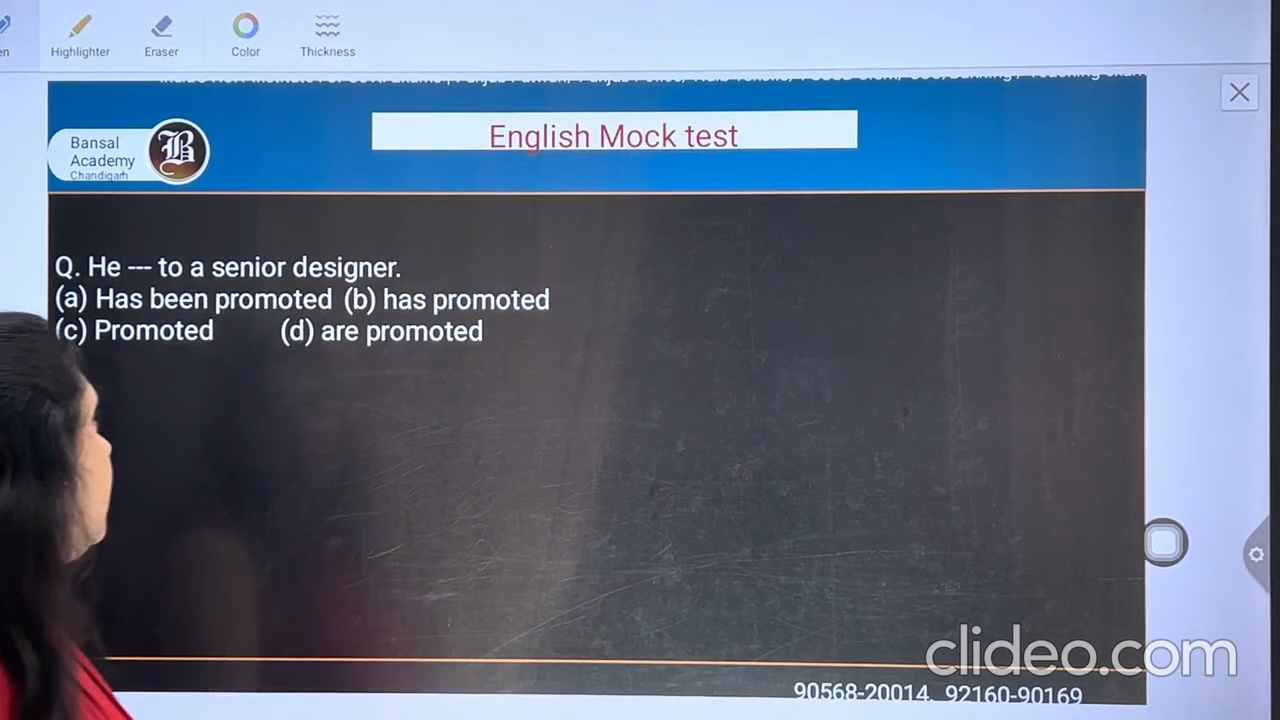 Highlighter Eraser Color Thickness
Bansal
Academy
Chandigarh
B
English Mock test
Q. He --- to a senior designer.
(a) Has been promoted (b) has promoted
(c) Promoted (d) are promoted
clideo.com
90568-20014, 92160-90169